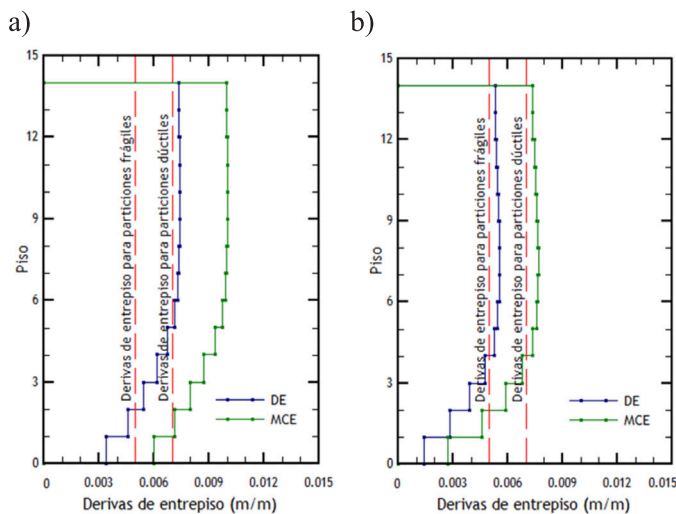 a)
15
12
9
6
3
0
Piso
Derivas de entrepiso para particiones frágiles
Derivas de entrepiso para particiones dúctiles
DE
MCE
0
0.003
0.006
0.009
0.012
0.015
Derivas de entrepiso (m/m)
b)
15
12
9
6
3
0
Piso
Derivas de entrepiso para particiones frágiles
Derivas de entrepiso para particiones dúctiles
DE
MCE
0
0.003
0.006
0.009
0.012
0.015
Derivas de entrepiso (m/m)